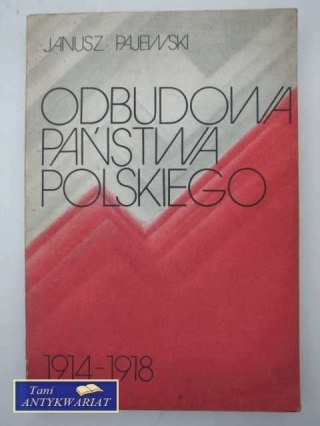 JANUSZ PAJEWSKI
ODBUDOWA
PAŃSTWA
POLSKIEGO
1914-1918
Tani
ANTYKWARIAT